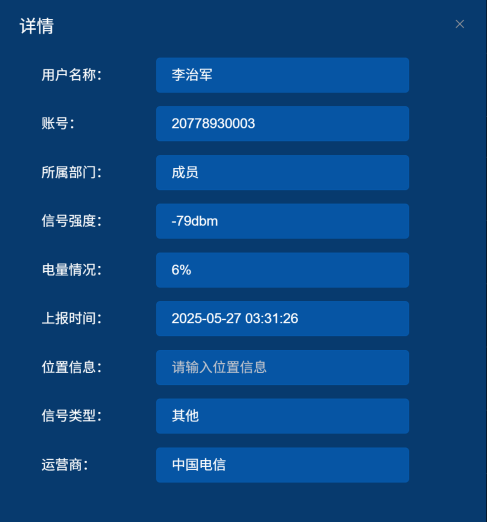 详情
用户名称： 李治军
账号： 20778930003
所属部门： 成员
信号强度： -79dbm
电量情况： 6%
上报时间： 2025-05-27 03:31:26
位置信息： 请输入位置信息
信号类型： 其他
运营商： 中国电信